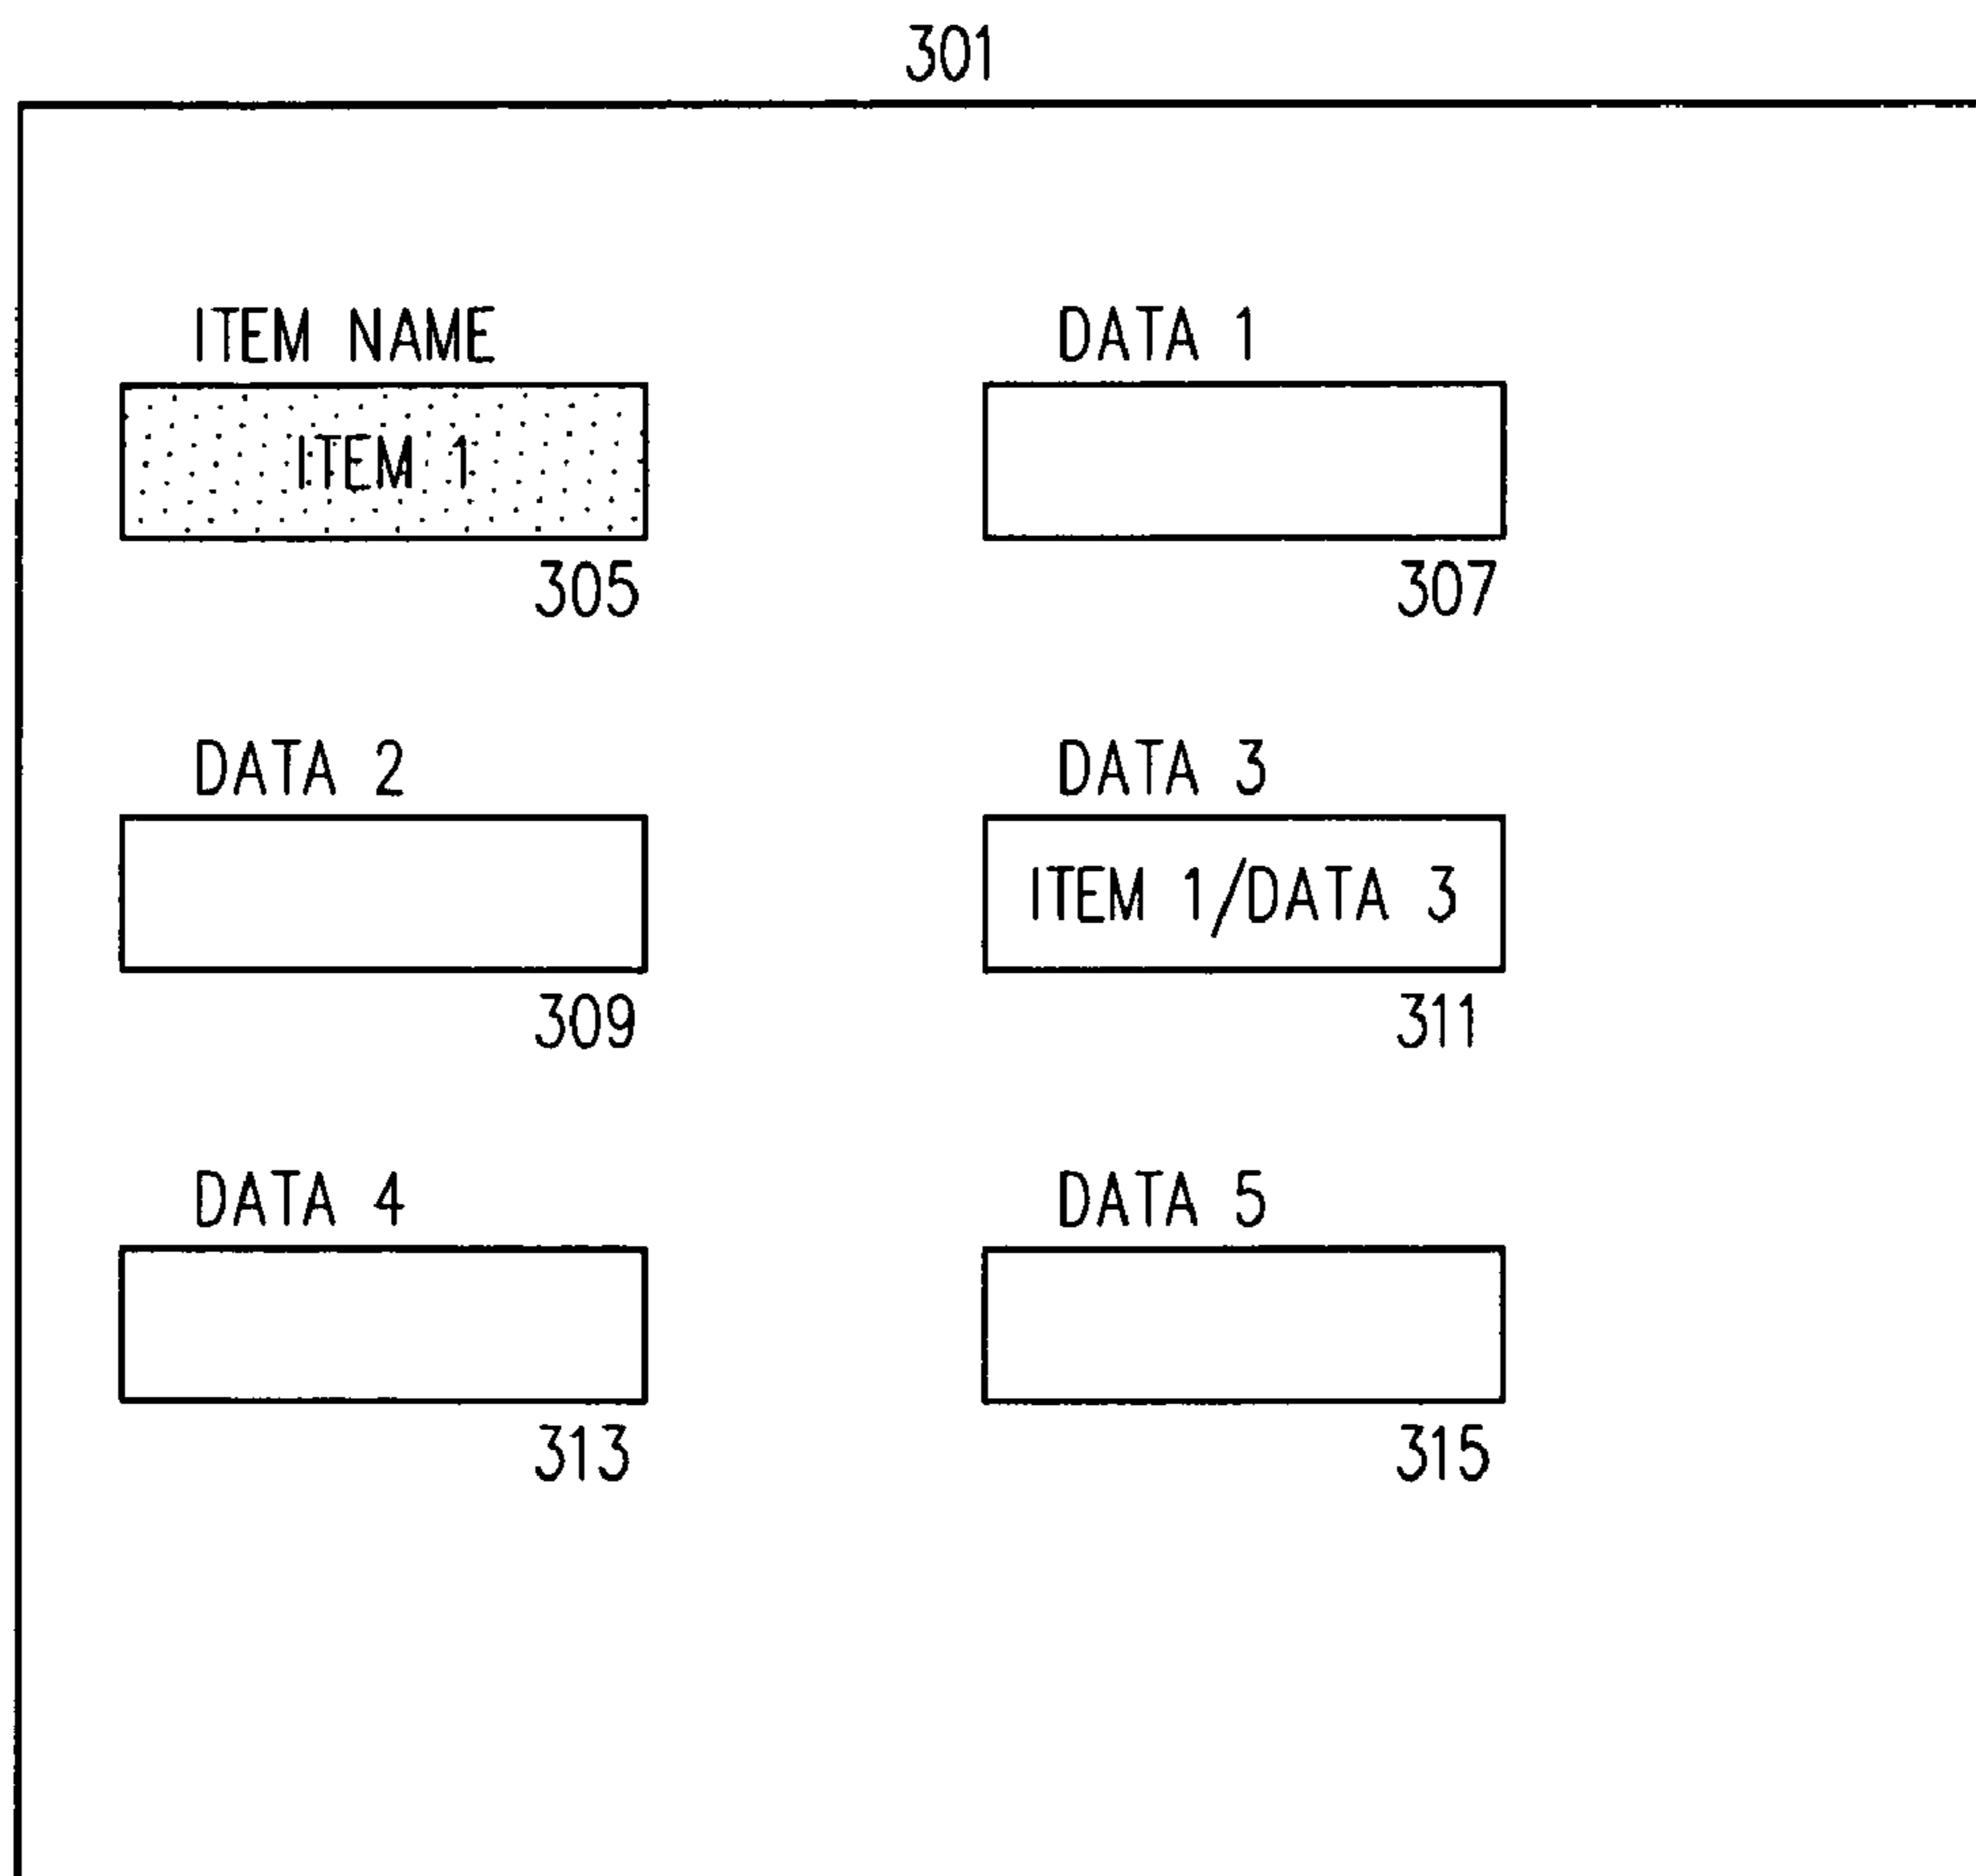 301
ITEM NAME DATA 1
ITEM 1
305 307
DATA 2 DATA 3
ITEM 1/DATA 3
309 311
DATA 4 DATA 5
313 315